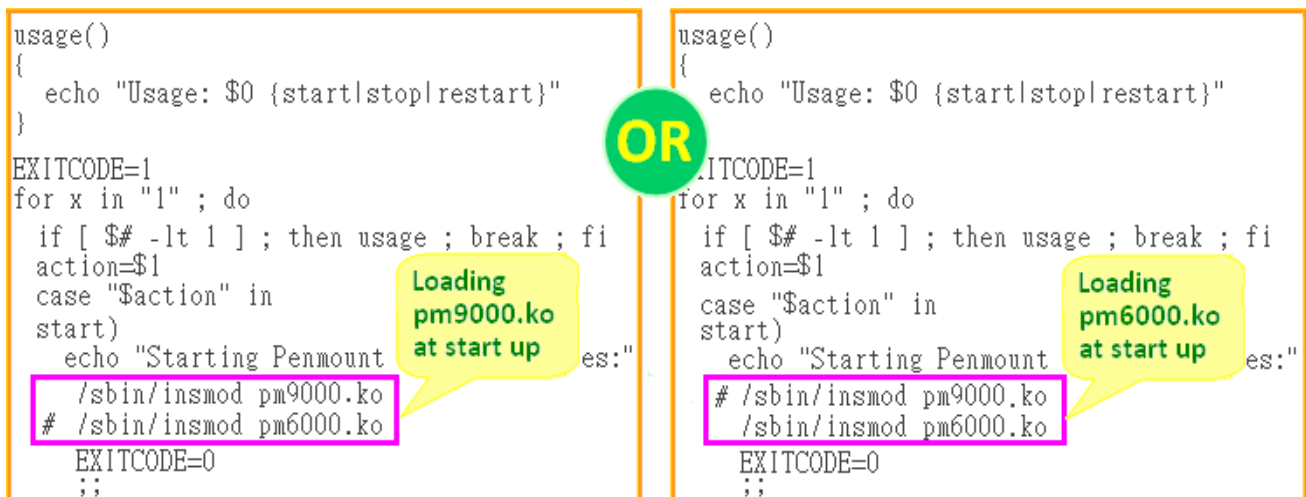 usage()
{
echo "Usage: $0 {start|stop|restart}"
}
EXITCODE=1
for x in "1" ; do
if [ $# -lt 1 ] ; then usage ; break ; fi
action=$1
case "$action" in
start)
echo "Starting Penmount es:"
/sbin/insmod pm9000.ko
# /sbin/insmod pm6000.ko
EXITCODE=0
;;
Loading
pm9000.ko
at start up
OR
usage()
{
echo "Usage: $0 {start|stop|restart}"
ITCODE=1
for x in "1" ; do
if [ $# -lt 1 ] ; then usage ; break ; fi
action=$1
case "$action" in
start)
echo "Starting Penmount es:"
# /sbin/insmod pm9000.ko
/sbin/insmod pm6000.ko
EXITCODE=0
;;
Loading
pm6000.ko
at start up